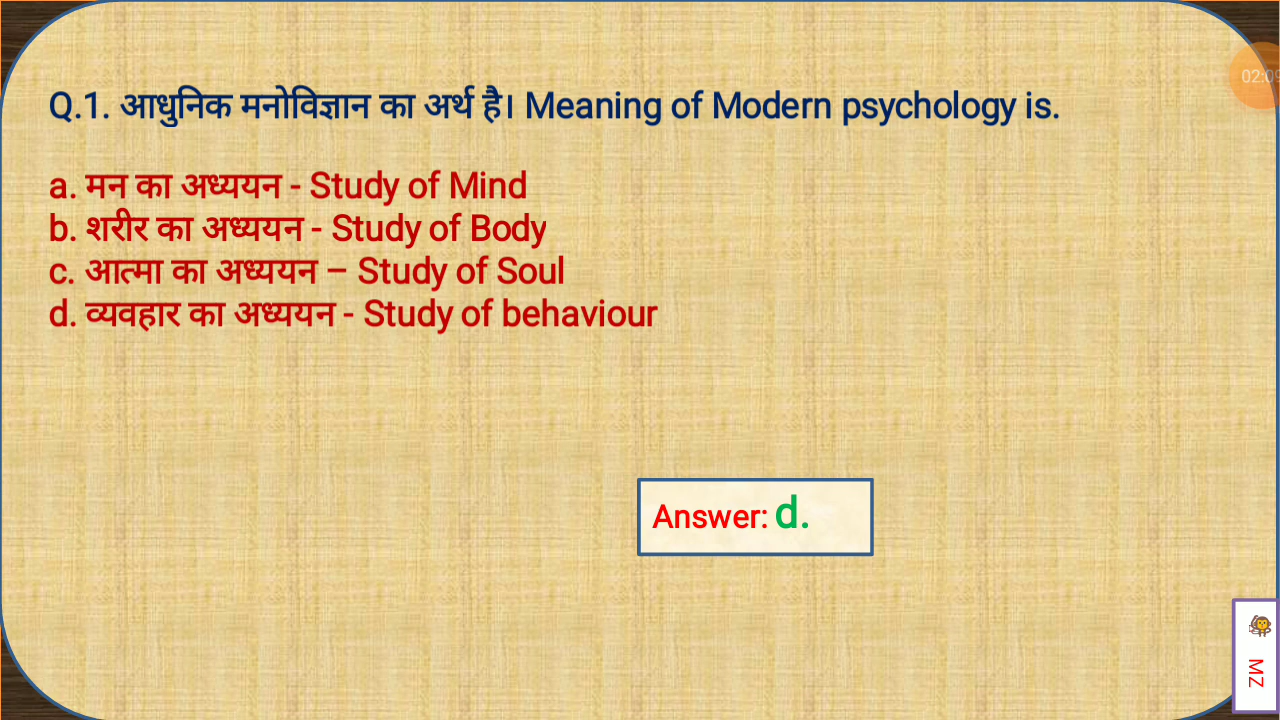 Q.1. आधुनिक मनोविज्ञान का अर्थ है। Meaning of Modern psychology is.
a. मन का अध्ययन - Study of Mind
b. शरीर का अध्ययन - Study of Body
c. आत्मा का अध्ययन – Study of Soul
d. व्यवहार का अध्ययन - Study of behaviour
Answer: d.
MZ